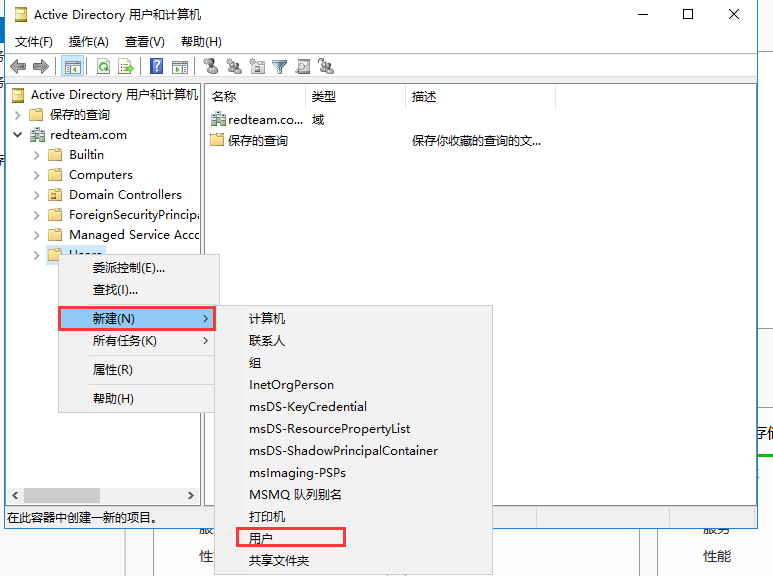 Active Directory 用户和计算机
文件(F) 操作(A) 查看(V) 帮助(H)
Active Directory 用户和计算机
保存的查询
redteam.com
Builtin
Computers
Domain Controllers
ForeignSecurityPrincipa
Managed Service Acco
Users
名称 类型 描述
redteam.co... 域
保存的查询 保存你收藏的查询的文...
委派控制(E)...
查找(I)...
新建(N)
所有任务(K)
属性(R)
帮助(H)
计算机
联系人
组
InetOrgPerson
msDS-KeyCredential
msDS-ResourcePropertyList
msDS-ShadowPrincipalContainer
msImaging-PSPs
MSMQ 队列别名
打印机
用户
共享文件夹
在此容器中创建一新的项目。
存储
服务
性能